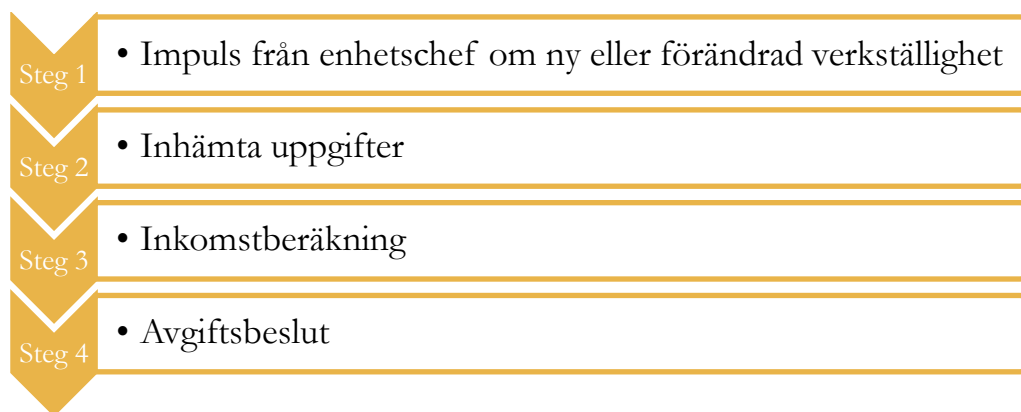 Steg 1
• Impuls från enhetschef om ny eller förändrad verkställighet
Steg 2
• Inhämta uppgifter
Steg 3
• Inkomstberäkning
Steg 4
• Avgiftsbeslut